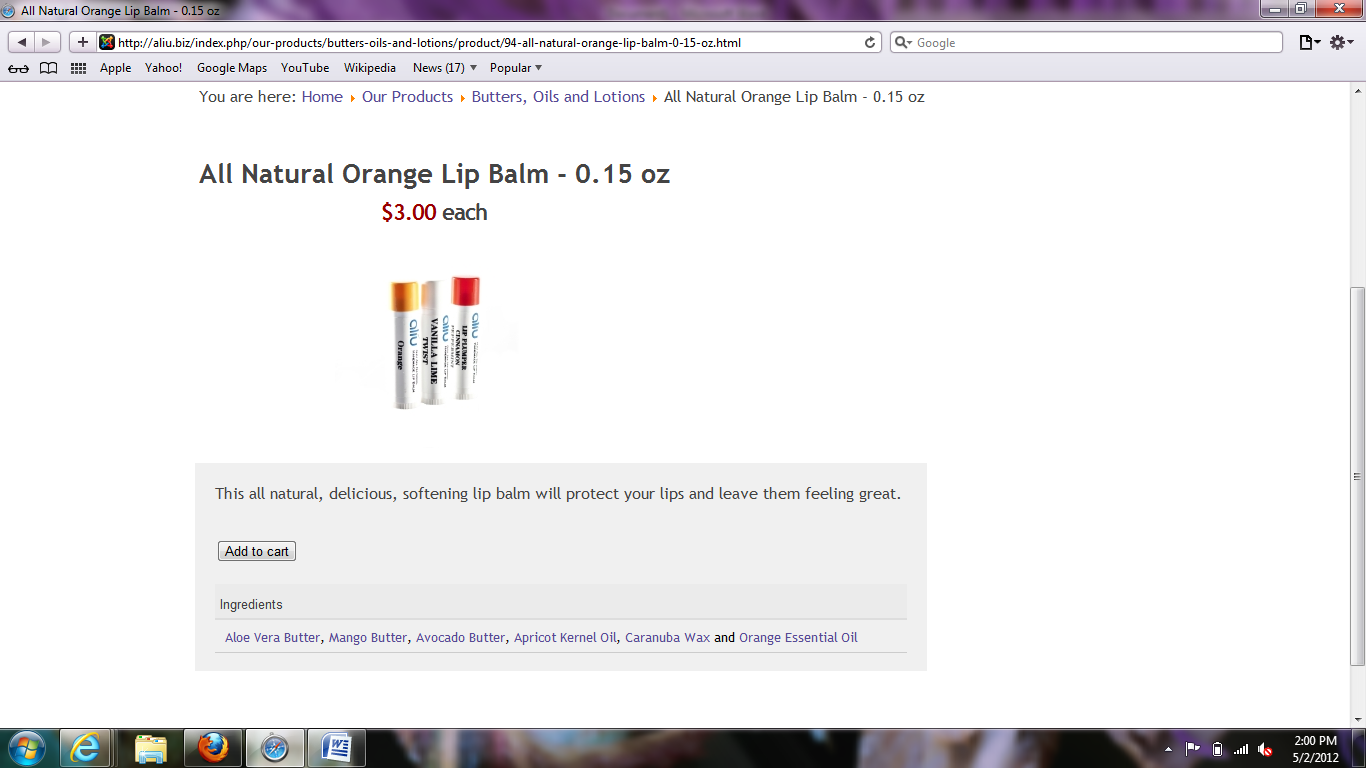 All Natural Orange Lip Balm - 0.15 oz
http://aliu.biz/index.php/our-products/butters-oils-and-lotions/product/94-all-natural-orange-lip-balm-0-15-oz.html
Google
Apple Yahoo! Google Maps YouTube Wikipedia News (17) Popular
You are here: Home Our Products Butters, Oils and Lotions All Natural Orange Lip Balm - 0.15 oz
All Natural Orange Lip Balm - 0.15 oz
$3.00 each
aliu
Orange
aliu
VANILLA LIME
TWIST
aliu
LIP PLUMPER
CINNAMON
PEPPERMINT
This all natural, delicious, softening lip balm will protect your lips and leave them feeling great.
Add to cart
Ingredients
Aloe Vera Butter, Mango Butter, Avocado Butter, Apricot Kernel Oil, Caranuba Wax and Orange Essential Oil
2:00 PM
5/2/2012